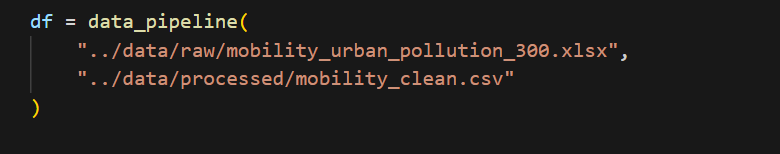 df = data_pipeline(
    "../data/raw/mobility_urban_pollution_300.xlsx",
    "../data/processed/mobility_clean.csv"
)